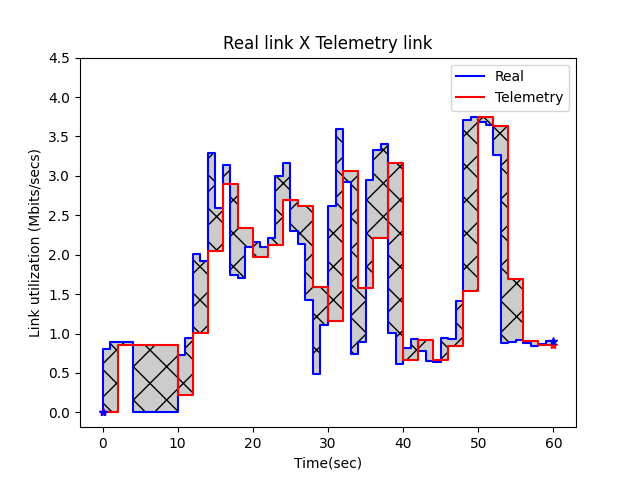 Real link X Telemetry link
Real
Telemetry
Link utilization (Mbits/secs)
4.5
4.0
3.5
3.0
2.5
2.0
1.5
1.0
0.5
0.0
0 10 20 30 40 50 60
Time(sec)